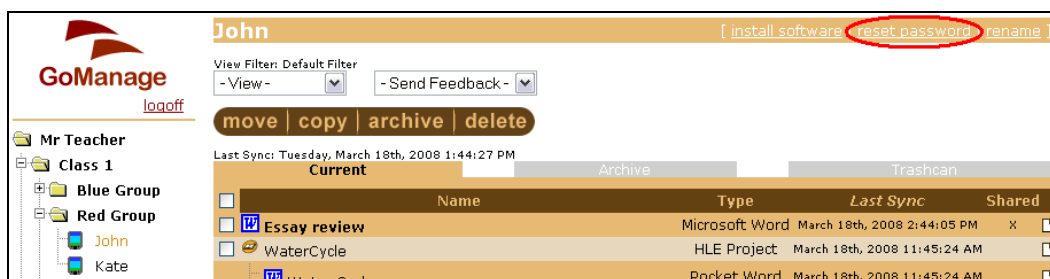 GoManage
logoff
Mr Teacher
Class 1
Blue Group
Red Group
John
Kate
John
[ install software reset password rename ]
View Filter: Default Filter
- View - - Send Feedback -
move | copy | archive | delete
Last Sync: Tuesday, March 18th, 2008 1:44:27 PM
Current Archive Trashcan
Name Type Last Sync Shared
Essay review Microsoft Word March 18th, 2008 2:44:05 PM X
WaterCycle HLE Project March 18th, 2008 11:45:24 AM
Pocket Word March 18th, 2008 11:45:24 AM